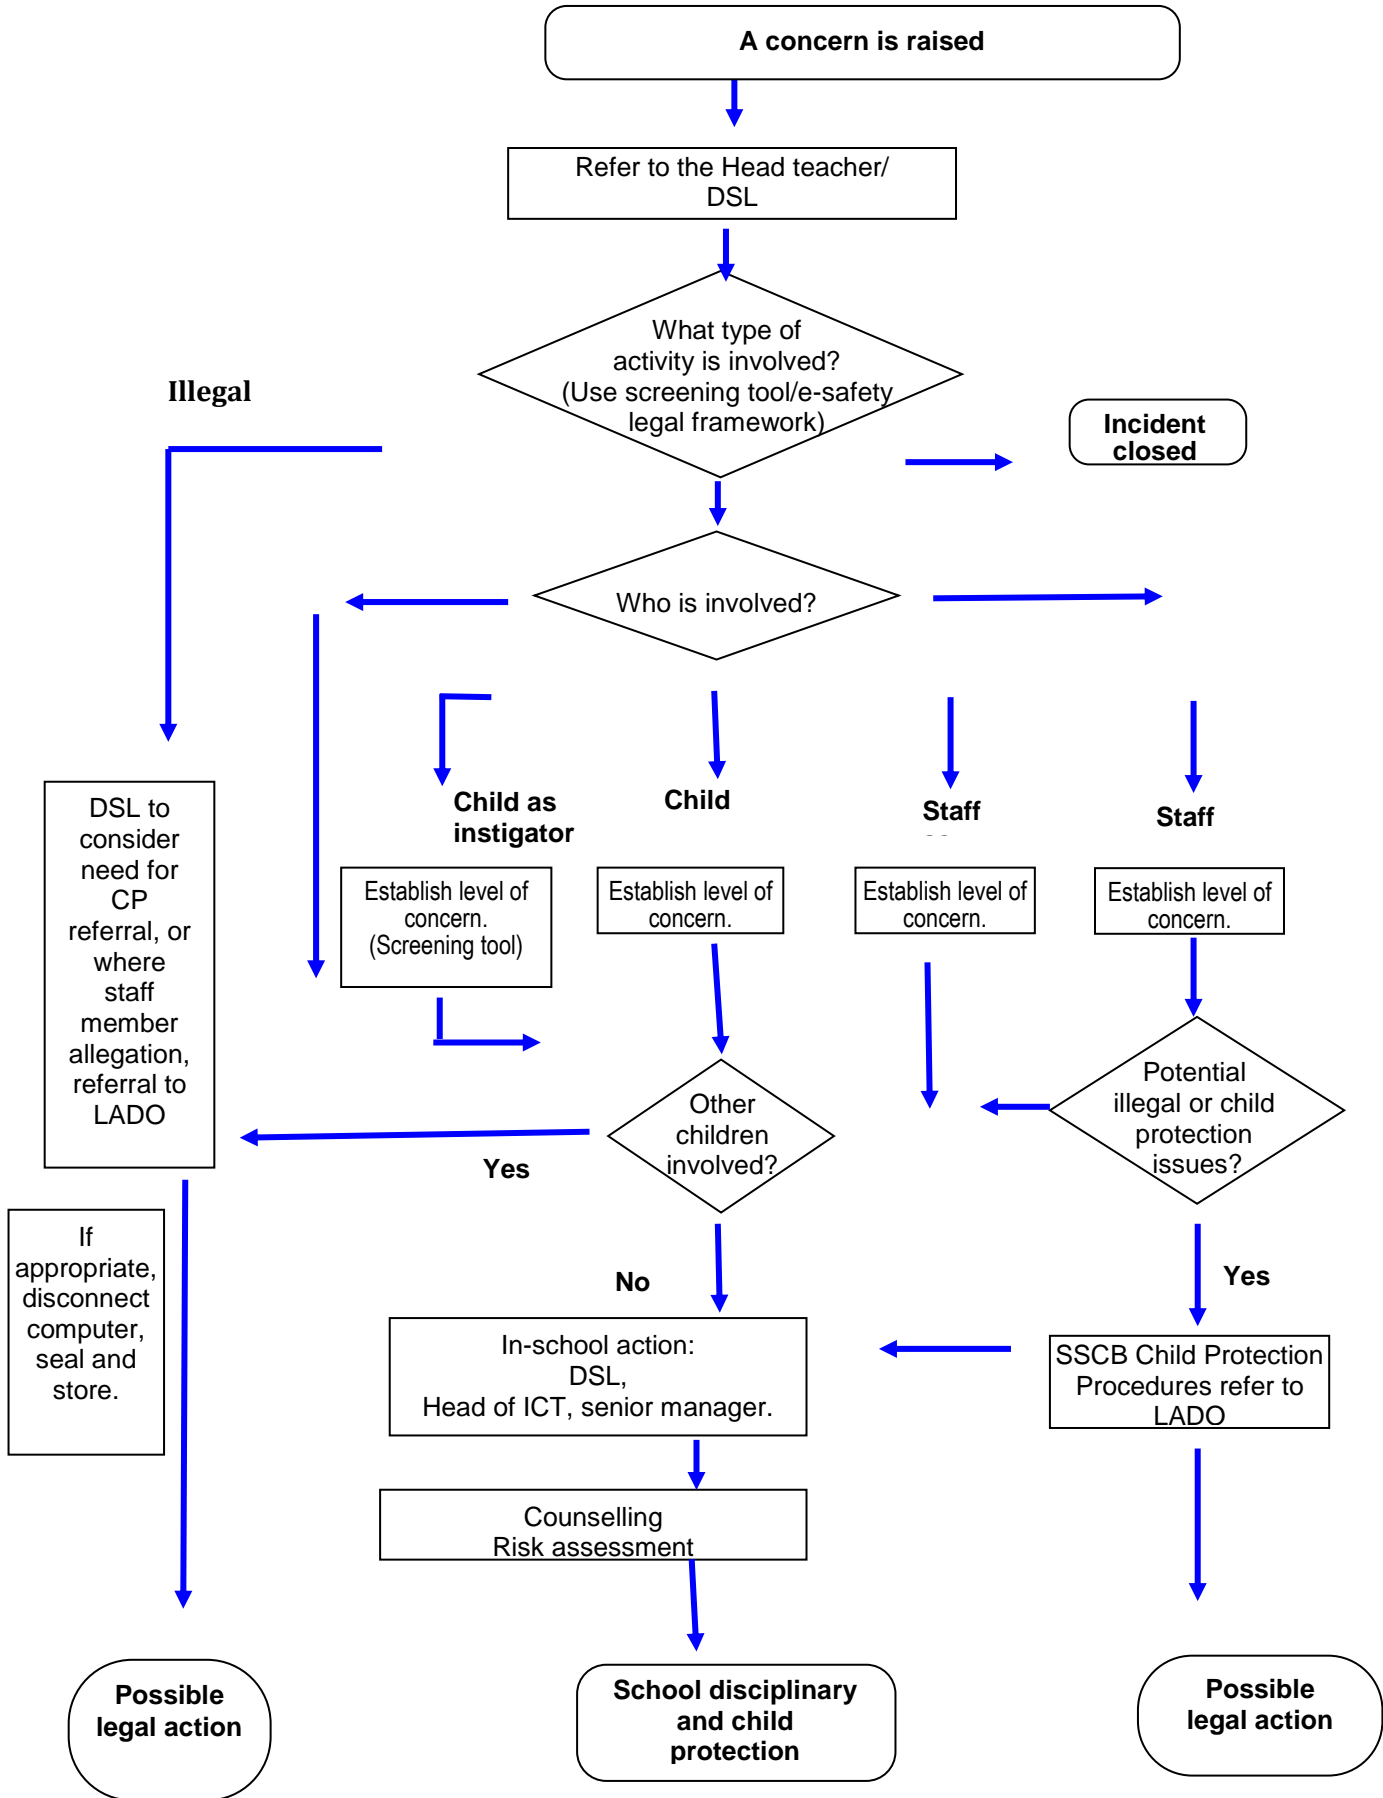 A concern is raised
Refer to the Head teacher/
DSL
What type of
activity is involved?
(Use screening tool/e-safety
legal framework)
Illegal
Incident
closed
Who is involved?
Child as
instigator
Child
Staff
Staff
DSL to
consider
need for
CP
referral, or
where
staff
member
allegation,
referral to
LADO
Establish level of
concern.
(Screening tool)
Establish level of
concern.
Establish level of
concern.
Establish level of
concern.
Other
children
involved?
Potential
illegal or child
protection
issues?
Yes
If
appropriate,
disconnect
computer,
seal and
store.
No
Yes
In-school action:
DSL,
Head of ICT, senior manager.
SSCB Child Protection
Procedures refer to
LADO
Counselling
Risk assessment
Possible
legal action
School disciplinary
and child
protection
Possible
legal action